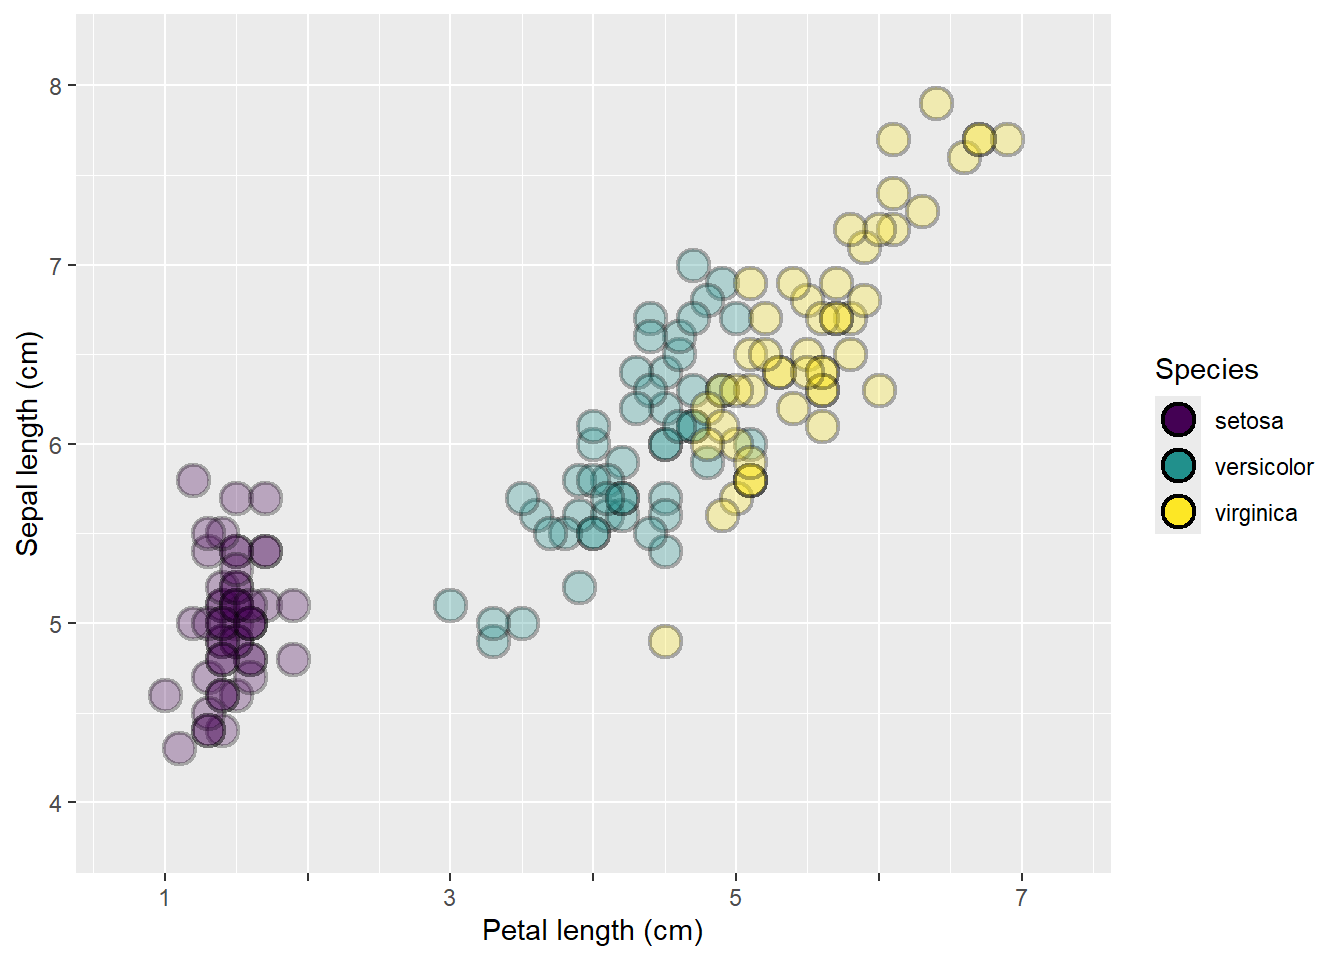 8
7
6
5
4
1
3
5
7
Petal length (cm)
Sepal length (cm)
Species
setosa
versicolor
virginica